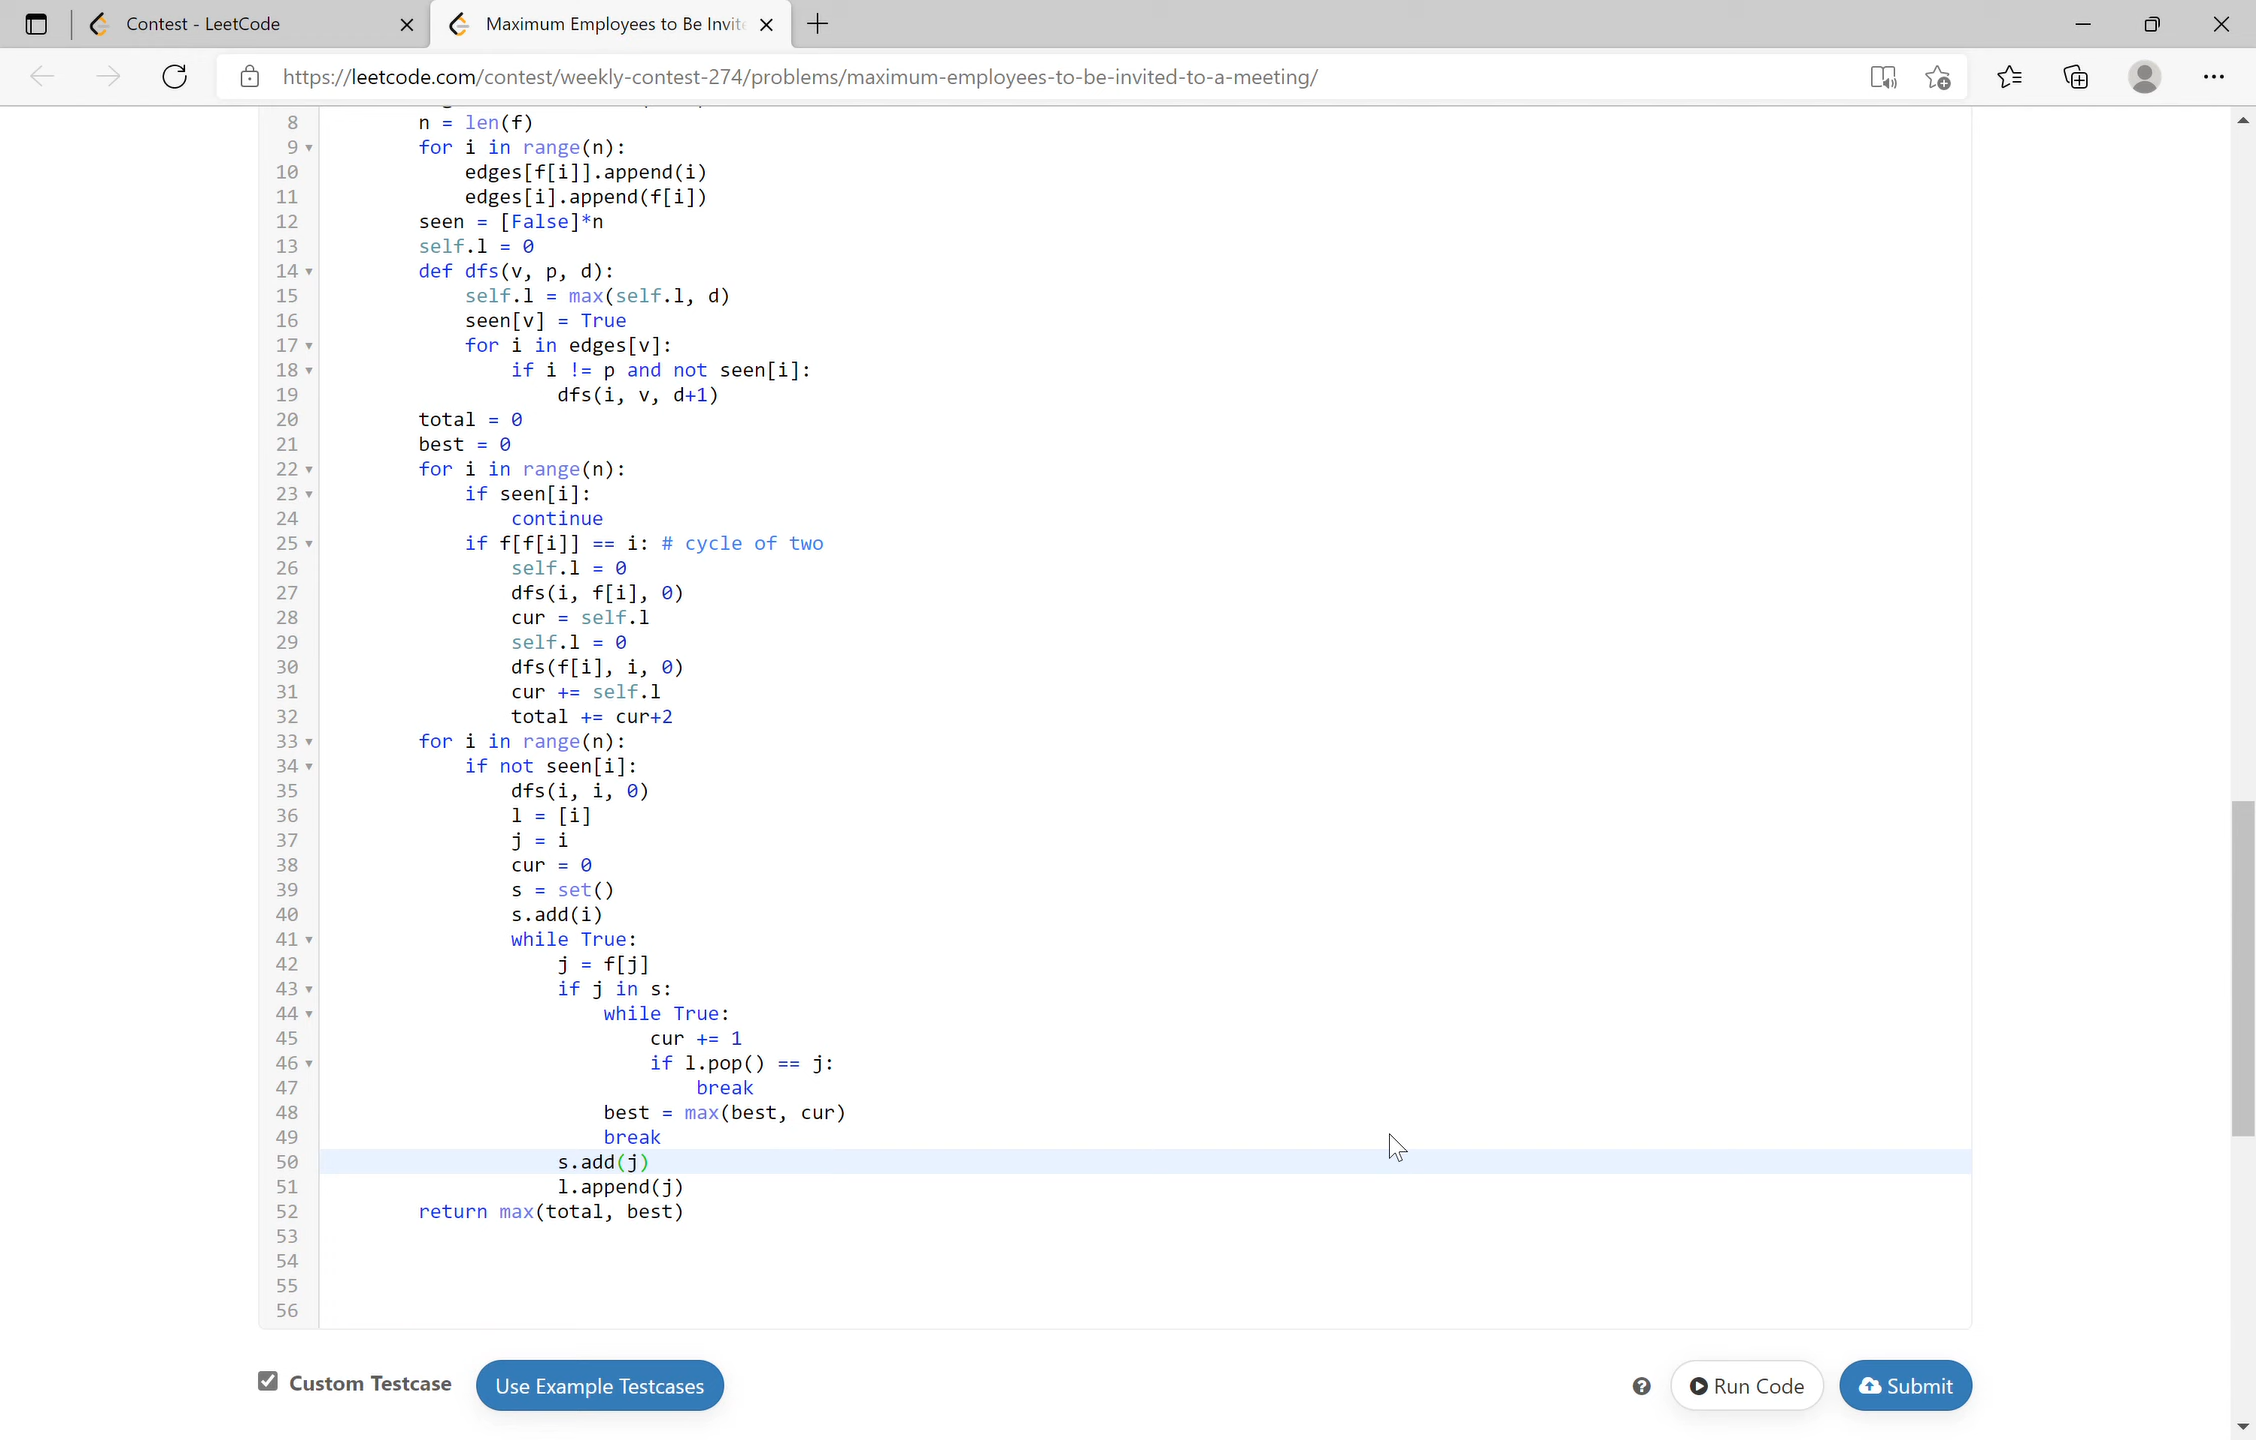 Contest - LeetCode
Maximum Employees to Be Invite
https://leetcode.com/contest/weekly-contest-274/problems/maximum-employees-to-be-invited-to-a-meeting/
8 n = len(f)
9 for i in range(n):
10 edges[f[i]].append(i)
11 edges[i].append(f[i])
12 seen = [False]*n
13 self.l = 0
14 def dfs(v, p, d):
15 self.l = max(self.l, d)
16 seen[v] = True
17 for i in edges[v]:
18 if i != p and not seen[i]:
19 dfs(i, v, d+1)
20 total = 0
21 best = 0
22 for i in range(n):
23 if seen[i]:
24 continue
25 if f[f[i]] == i: # cycle of two
26 self.l = 0
27 dfs(i, f[i], 0)
28 cur = self.l
29 self.l = 0
30 dfs(f[i], i, 0)
31 cur += self.l
32 total += cur+2
33 for i in range(n):
34 if not seen[i]:
35 dfs(i, i, 0)
36 l = [i]
37 j = i
38 cur = 0
39 s = set()
40 s.add(i)
41 while True:
42 j = f[j]
43 if j in s:
44 while True:
45 cur += 1
46 if l.pop() == j:
47 break
48 best = max(best, cur)
49 break
50 s.add(j)
51 l.append(j)
52 return max(total, best)
53
54
55
56
Custom Testcase Use Example Testcases Run Code Submit